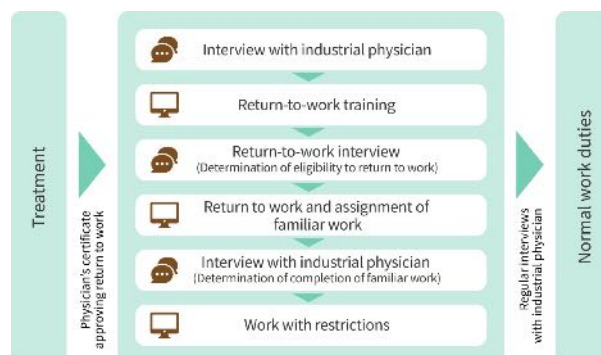 Treatment
Physician's certificate
approving return to work
Interview with industrial physician
Return-to-work training
Return-to-work interview
(Determination of eligibility to return to work)
Return to work and assignment of
familiar work
Interview with industrial physician
(Determination of completion of familiar work)
Work with restrictions
Regular interviews
with industrial physician
Normal work duties